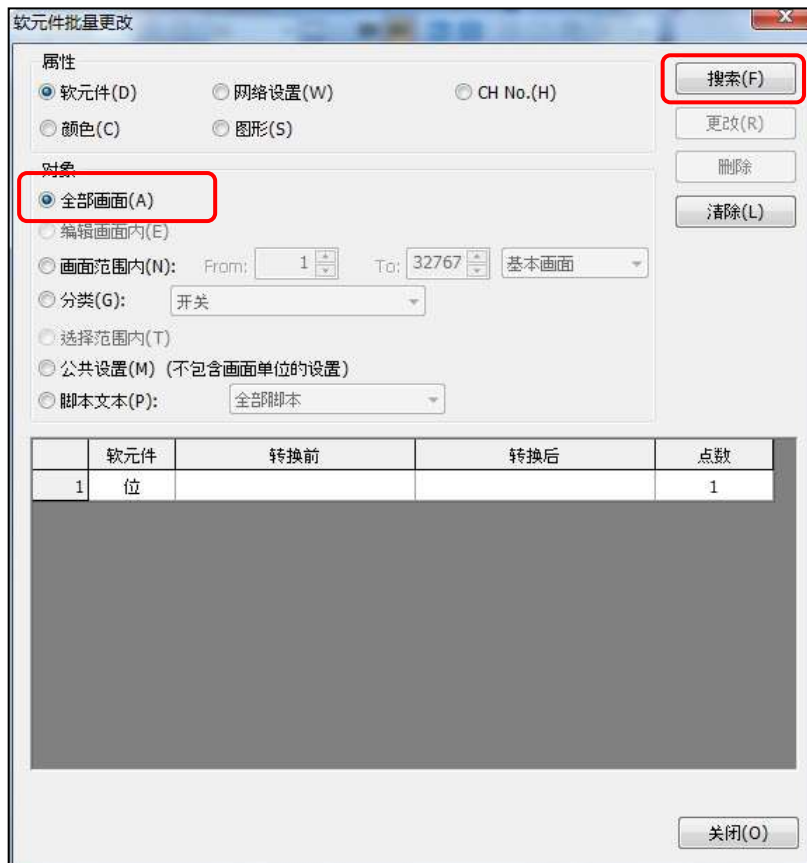 软元件批量更改
属性
软元件(D) 网络设置(W) CH No.(H)
颜色(C) 图形(S)
搜索(F)
更改(R)
删除
清除(L)
对象
全部画面(A)
编辑画面内(E)
画面范围内(N): From: 1 To: 32767 基本画面
分类(G): 开关
选择范围内(T)
公共设置(M) (不包含画面单位的设置)
脚本文本(P): 全部脚本
软元件 转换前 转换后 点数
1 位 1
关闭(O)